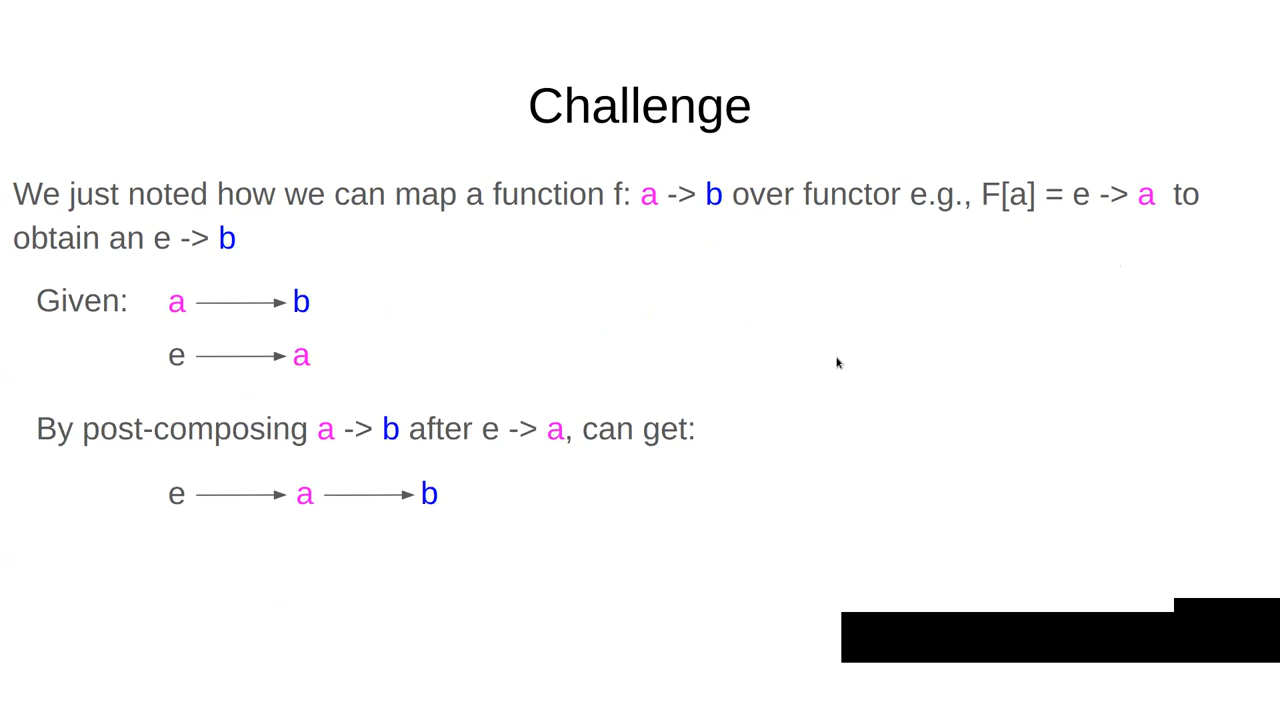 Challenge
We just noted how we can map a function f: a -> b over functor e.g., F[a] = e -> a to
obtain an e -> b
Given: a b
e a
By post-composing a -> b after e -> a, can get:
e a b